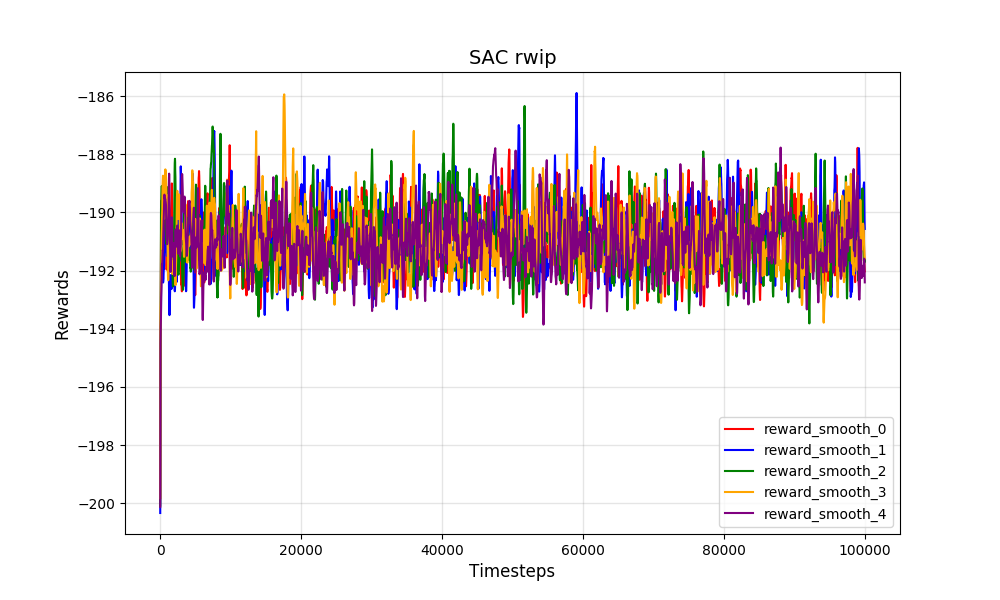 SAC rwip
Rewards
−186
−188
−190
−192
−194
−196
−198
−200
0
20000
40000
60000
80000
100000
Timesteps
reward_smooth_0
reward_smooth_1
reward_smooth_2
reward_smooth_3
reward_smooth_4